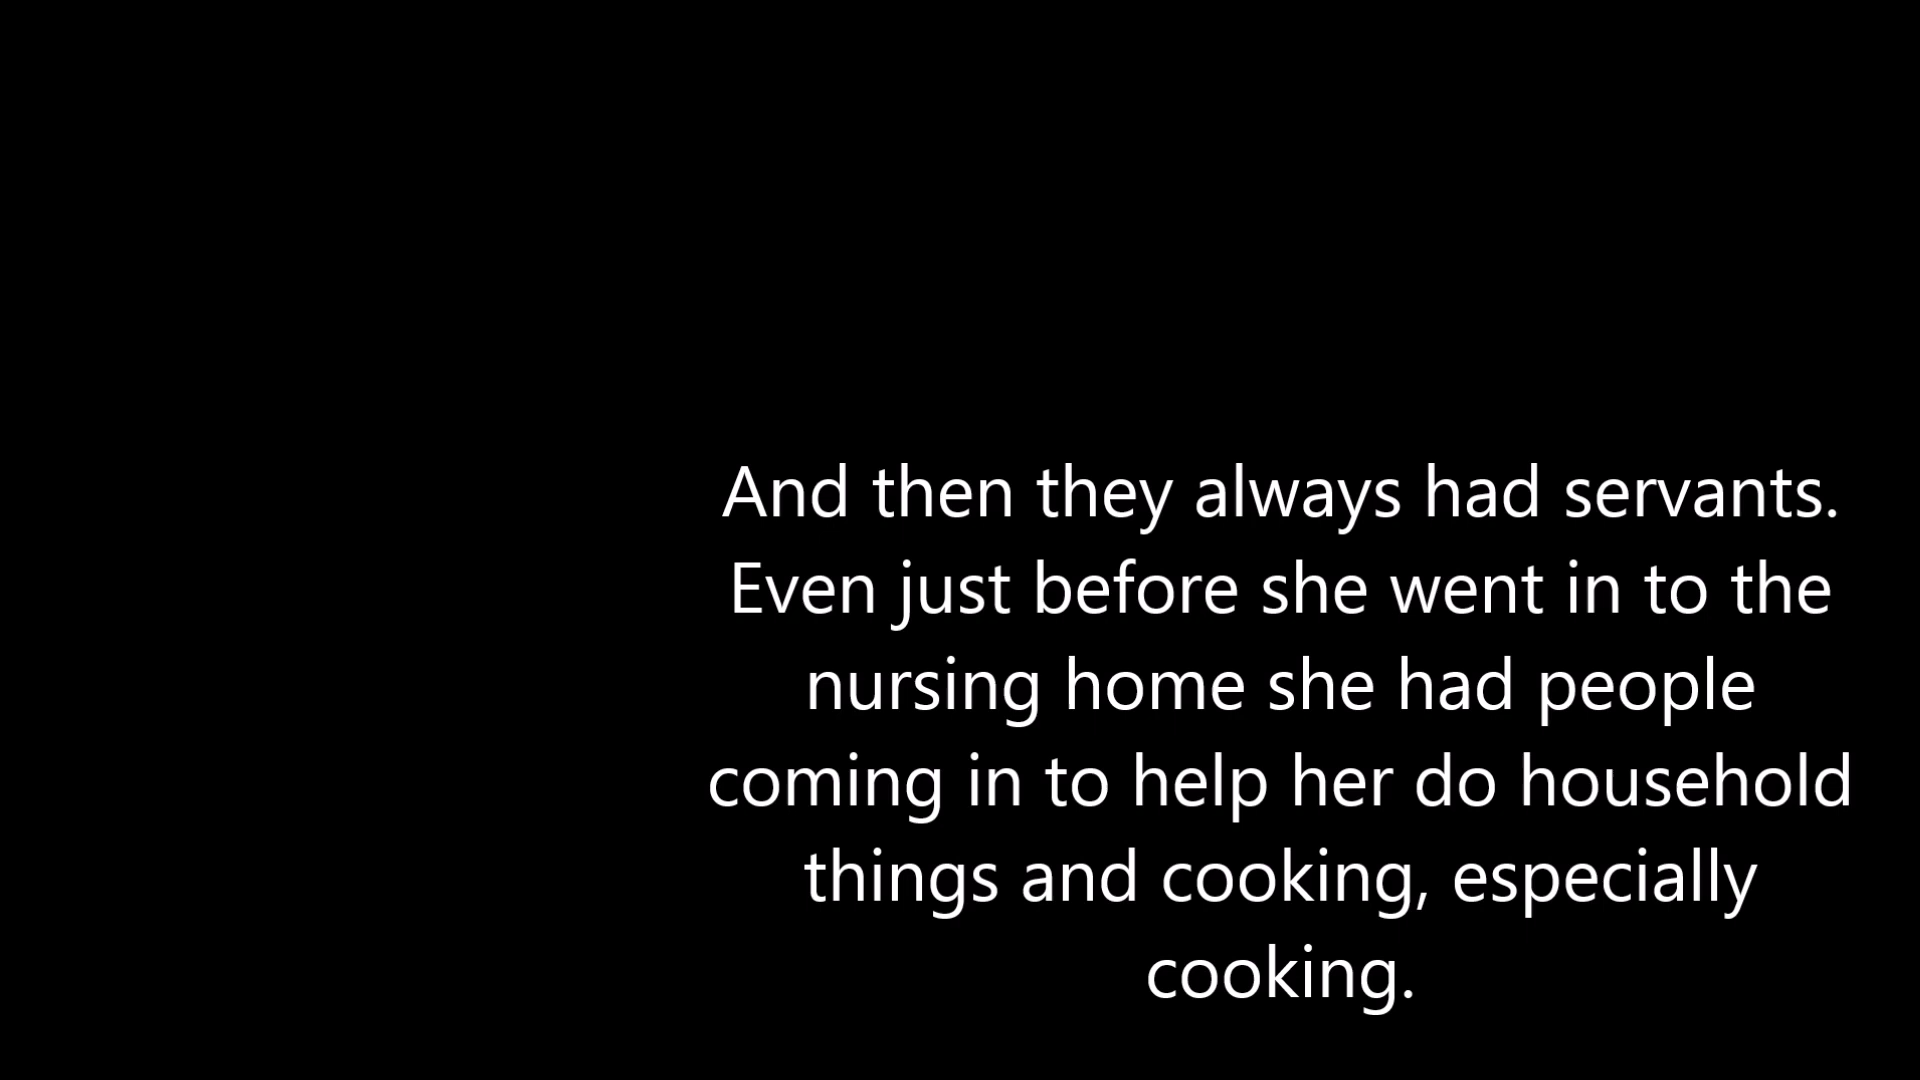 And then they always had servants.
Even just before she went in to the
nursing home she had people
coming in to help her do household
things and cooking, especially
cooking.